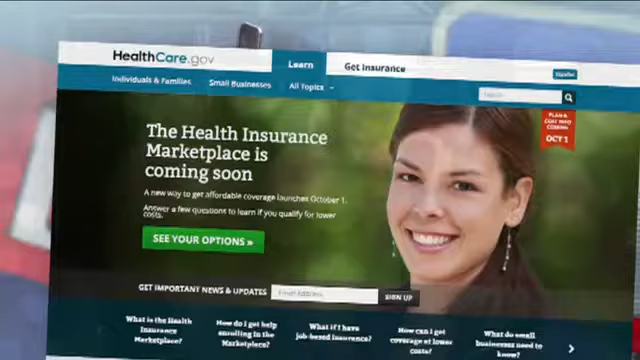 HealthCare.gov
Learn
Get Insurance
Individuals & Families
Small Businesses
All Topics
Español
Search
PLAN &
COST INFO
COMING
OCT 1
The Health Insurance
Marketplace is
coming soon
A new way to get affordable coverage launches October 1.
Answer a few questions to learn if you qualify for lower
costs.
SEE YOUR OPTIONS »
GET IMPORTANT NEWS & UPDATES
Email Address
SIGN UP
What is the Health
Insurance
Marketplace?
How do I get help
enrolling in the
Marketplace?
What if I have
job-based insurance?
How can I get
coverage at lower
costs?
What do small
businesses need to
know?